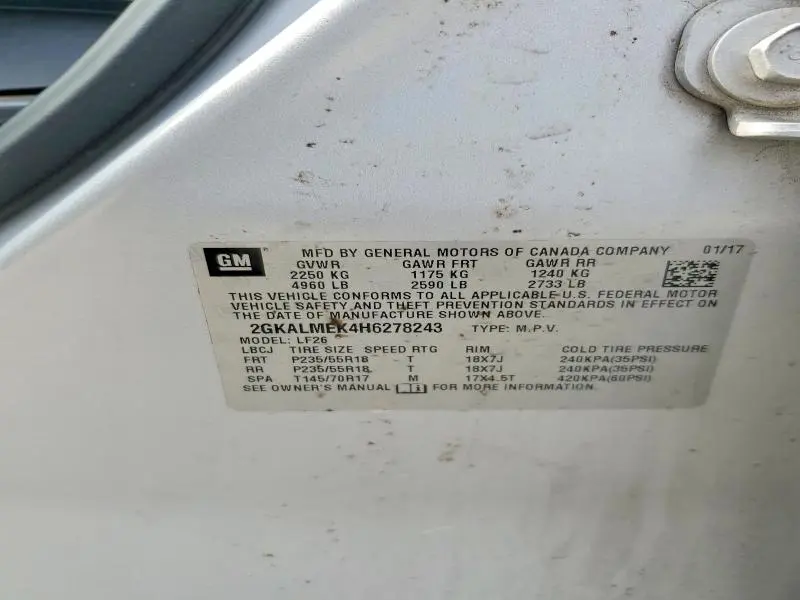 GM
MFD BY GENERAL MOTORS OF CANADA COMPANY 01/17
GVWR GAWR FRT GAWR RR
2250 KG 1175 KG 1240 KG
4960 LB 2590 LB 2733 LB
THIS VEHICLE CONFORMS TO ALL APPLICABLE U.S. FEDERAL MOTOR
VEHICLE SAFETY AND THEFT PREVENTION STANDARDS IN EFFECT ON
THE DATE OF MANUFACTURE SHOWN ABOVE.
2GKALMEK4H6278243 TYPE: M.P.V.
MODEL: LF26
LBCJ TIRE SIZE SPEED RTG RIM COLD TIRE PRESSURE
FRT P235/55R18 T 18X7J 240KPA(35PSI)
RR P235/55R18 T 18X7J 240KPA(35PSI)
SPA T145/70R17 M 17X4.5T 420KPA(60PSI)
SEE OWNER'S MANUAL FOR MORE INFORMATION.